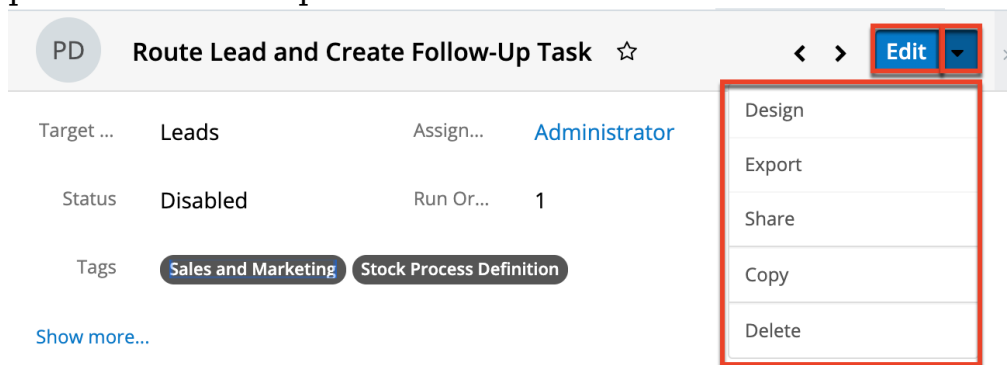 PD Route Lead and Create Follow-Up Task Edit
Design
Target ... Leads Assign... Administrator
Export
Status Disabled Run Or... 1
Share
Tags Sales and Marketing Stock Process Definition
Copy
Show more...
Delete